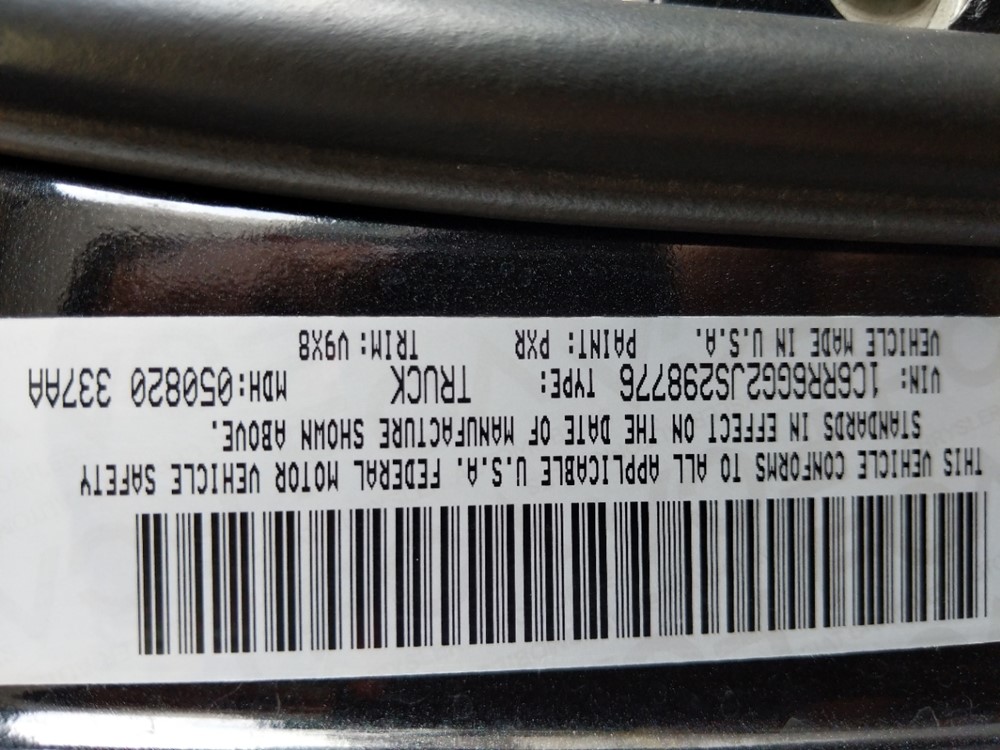 THIS VEHICLE CONFORMS TO ALL APPLICABLE U.S.A. FEDERAL MOTOR VEHICLE SAFETY
STANDARDS IN EFFECT ON THE DATE OF MANUFACTURE SHOWN ABOVE.
VIN: 1C6RR6GG2JS298776 TYPE: TRUCK MDH:050820 337AA
VEHICLE MADE IN U.S.A. PAINT: PXR TRIM: V9X8